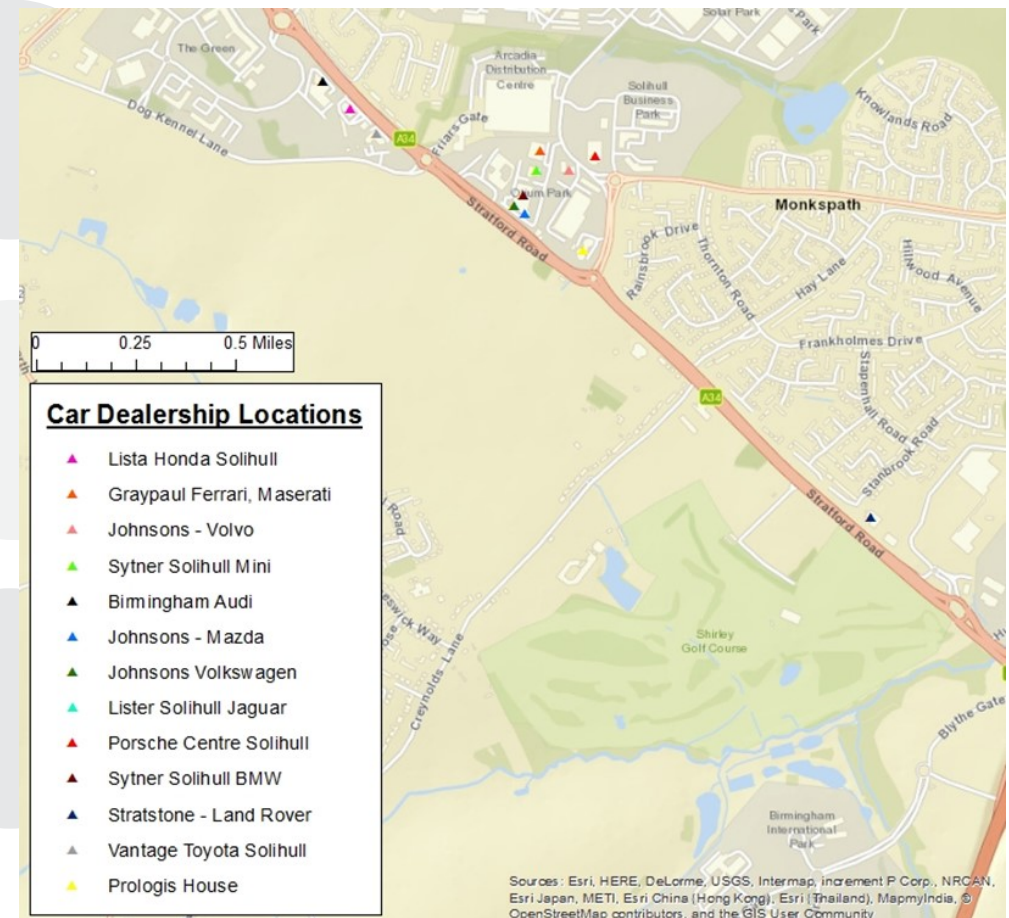 Solar Park
Park
The Green
Arcadia
Distribution
Centre
Solihull
Business
Park
Knowlands Road
Dog Kennel Lane
Friars Gate
A34
Monkspath
Stratford Road
Rainsbrook Drive
Thornton Road
Hay Lane
Hillwood Avenue
0 0.25 0.5 Miles
Frankholmes Drive
Stapenhall Road
A34
Stanbrook Road
Car Dealership Locations
Lista Honda Solihull
Graypaul Ferrari, Maserati
Johnsons - Volvo
Sytner Solihull Mini
Birmingham Audi
Johnsons - Mazda
Johnsons Volkswagen
Lister Solihull Jaguar
Porsche Centre Solihull
Sytner Solihull BMW
Stratstone - Land Rover
Vantage Toyota Solihull
Prologis House
Road
Stratford Road
Shirley
Golf Course
Creynolds Lane
Blythe Gate
Birmingham
International
Park
Sources: Esri, HERE, DeLorme, USGS, Intermap, increment P Corp., NRCAN,
Esri Japan, METI, Esri China (Hong Kong), Esri (Thailand), MapmyIndia, ©
OpenStreetMap contributors, and the GIS User Community